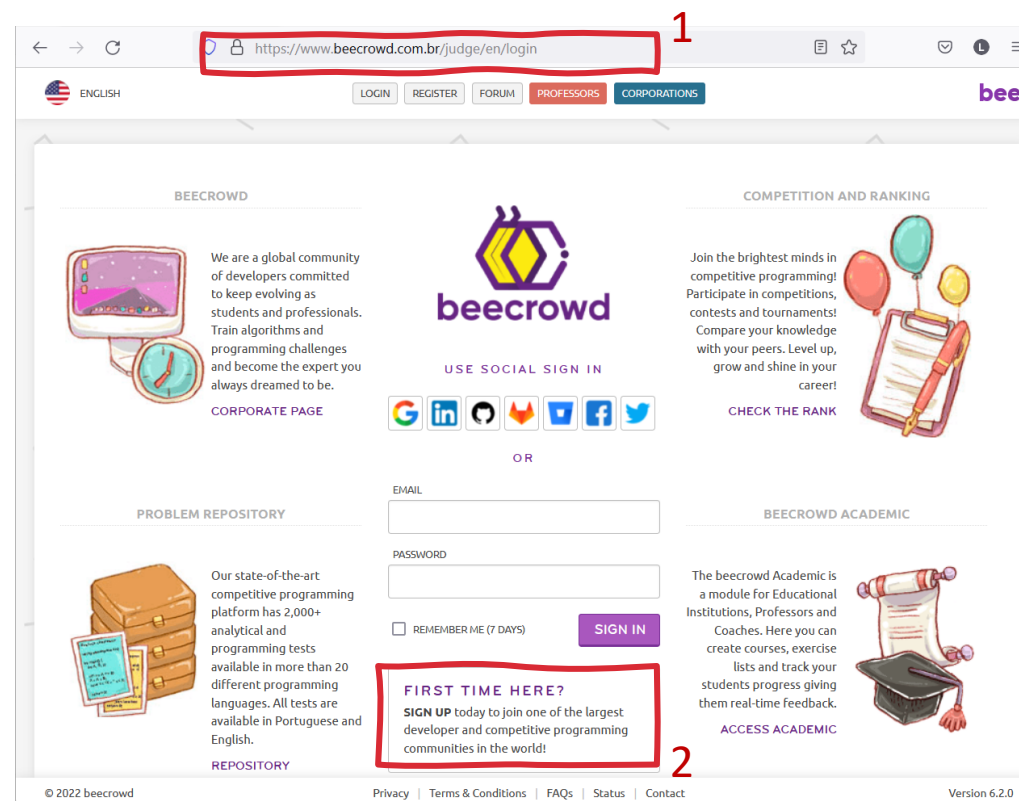 1
https://www.beecrowd.com.br/judge/en/login
L
ENGLISH
LOGIN REGISTER FORUM PROFESSORS CORPORATIONS
bee
BEECROWD
We are a global community
of developers committed
to keep evolving as
students and professionals.
Train algorithms and
programming challenges
and become the expert you
always dreamed to be.
CORPORATE PAGE
beecrowd
USE SOCIAL SIGN IN
G in f
OR
COMPETITION AND RANKING
Join the brightest minds in
competitive programming!
Participate in competitions,
contests and tournaments!
Compare your knowledge
with your peers. Level up,
grow and shine in your
career!
CHECK THE RANK
EMAIL
PASSWORD
REMEMBER ME (7 DAYS) SIGN IN
PROBLEM REPOSITORY
Our state-of-the-art
competitive programming
platform has 2,000+
analytical and
programming tests
available in more than 20
different programming
languages. All tests are
available in Portuguese and
English.
REPOSITORY
FIRST TIME HERE?
SIGN UP today to join one of the largest
developer and competitive programming
communities in the world!
2
BEECROWD ACADEMIC
The beecrowd Academic is
a module for Educational
Institutions, Professors and
Coaches. Here you can
create courses, exercise
lists and track your
students progress giving
them real-time feedback.
ACCESS ACADEMIC
© 2022 beecrowd
Privacy | Terms & Conditions | FAQs | Status | Contact
Version 6.2.0